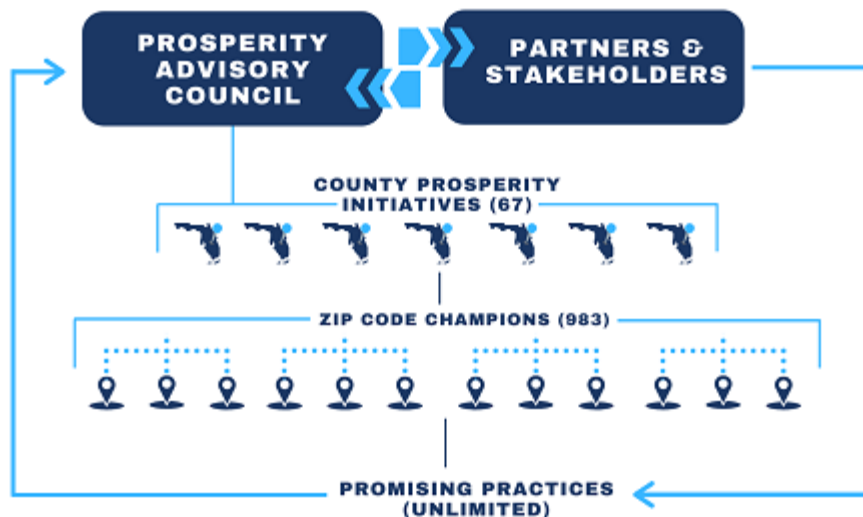 PROSPERITY
ADVISORY
COUNCIL
PARTNERS &
STAKEHOLDERS
COUNTY PROSPERITY
INITIATIVES (67)
ZIP CODE CHAMPIONS (983)
PROMISING PRACTICES
(UNLIMITED)